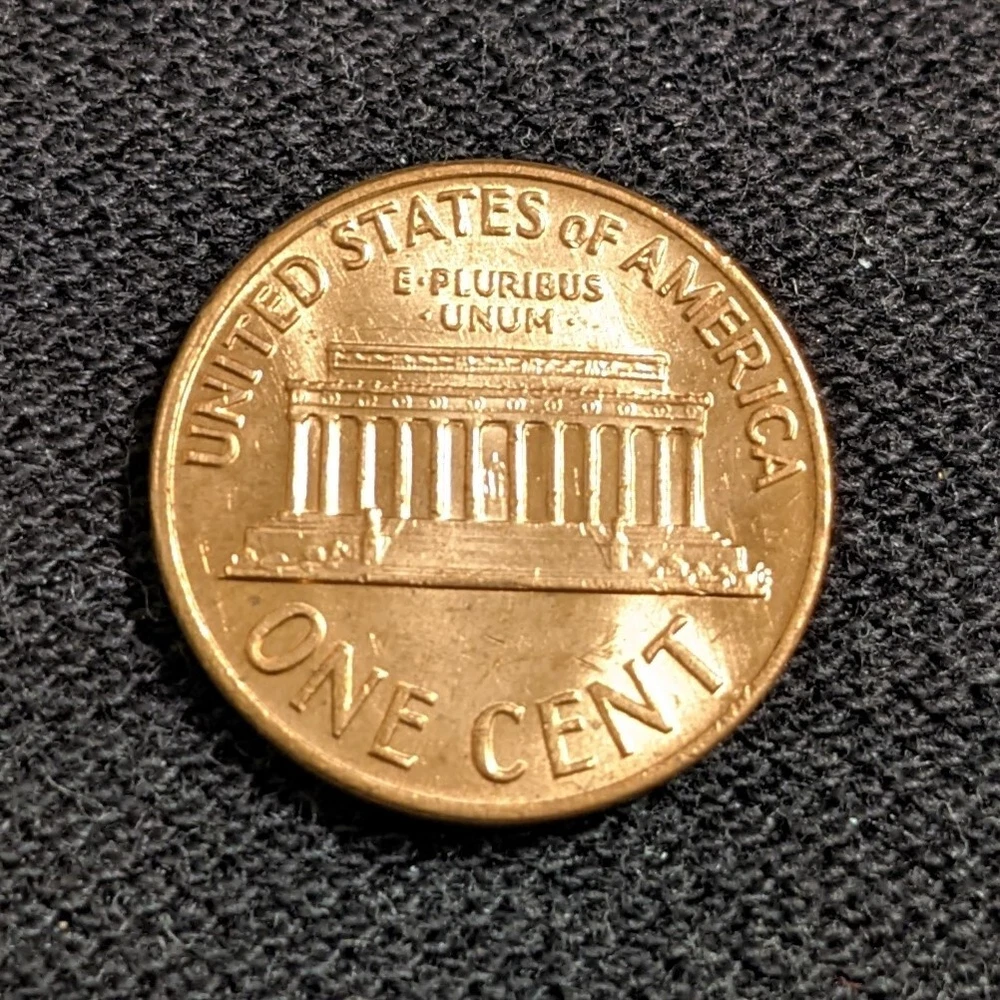 UNITED STATES OF AMERICA
E·PLURIBUS
·UNUM·
ONE CENT